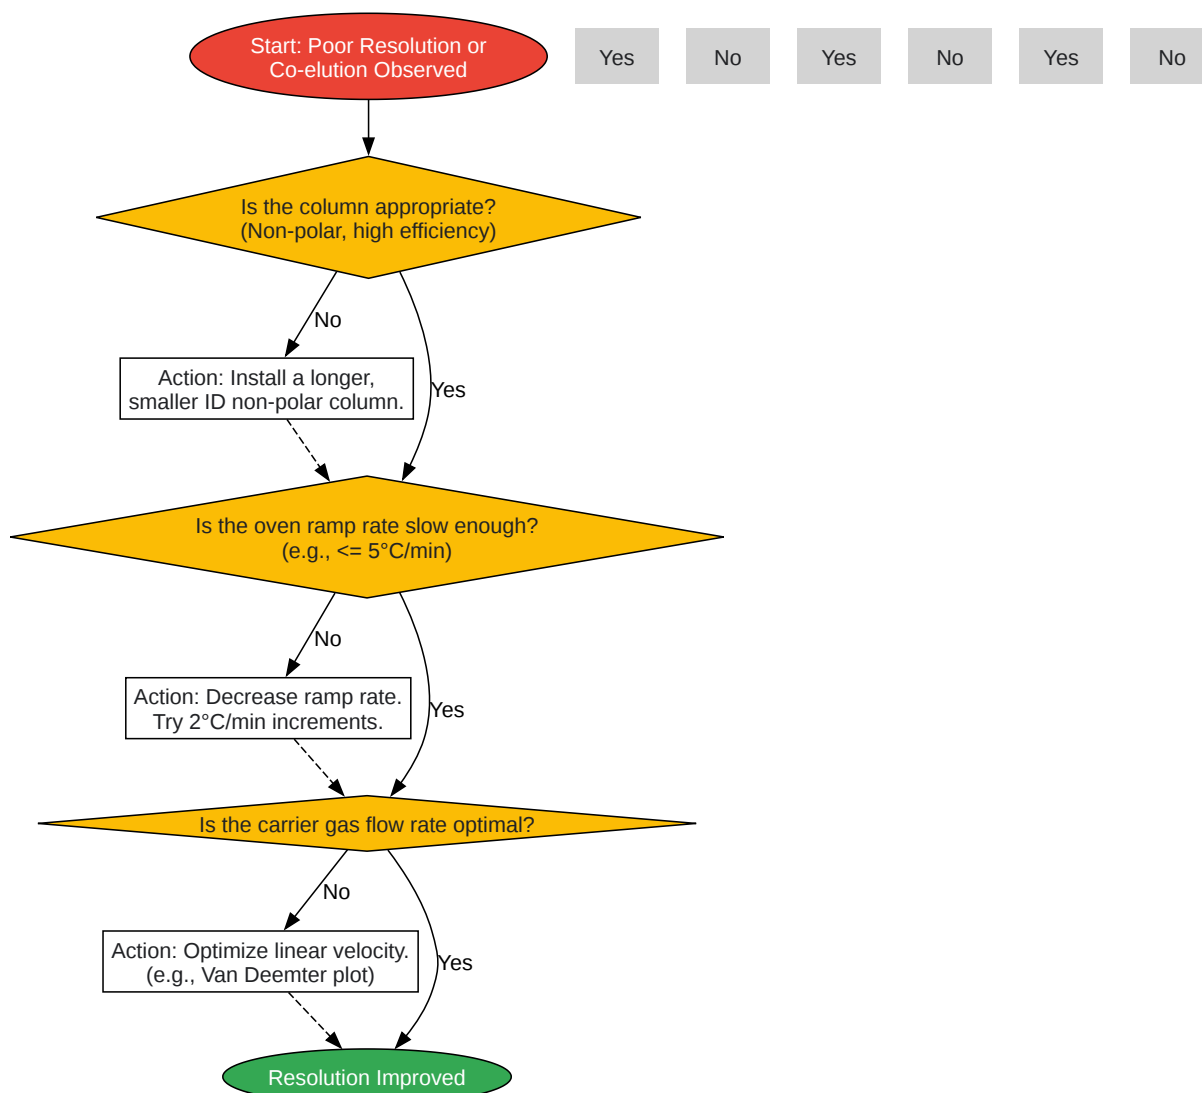 Start: Poor Resolution or
Co-elution Observed
Yes
No
Yes
No
Yes
No
Is the column appropriate?
(Non-polar, high efficiency)
No
Action: Install a longer,
smaller ID non-polar column.
Yes
Is the oven ramp rate slow enough?
(e.g., <= 5°C/min)
No
Action: Decrease ramp rate.
Try 2°C/min increments.
Yes
Is the carrier gas flow rate optimal?
No
Action: Optimize linear velocity.
(e.g., Van Deemter plot)
Yes
Resolution Improved